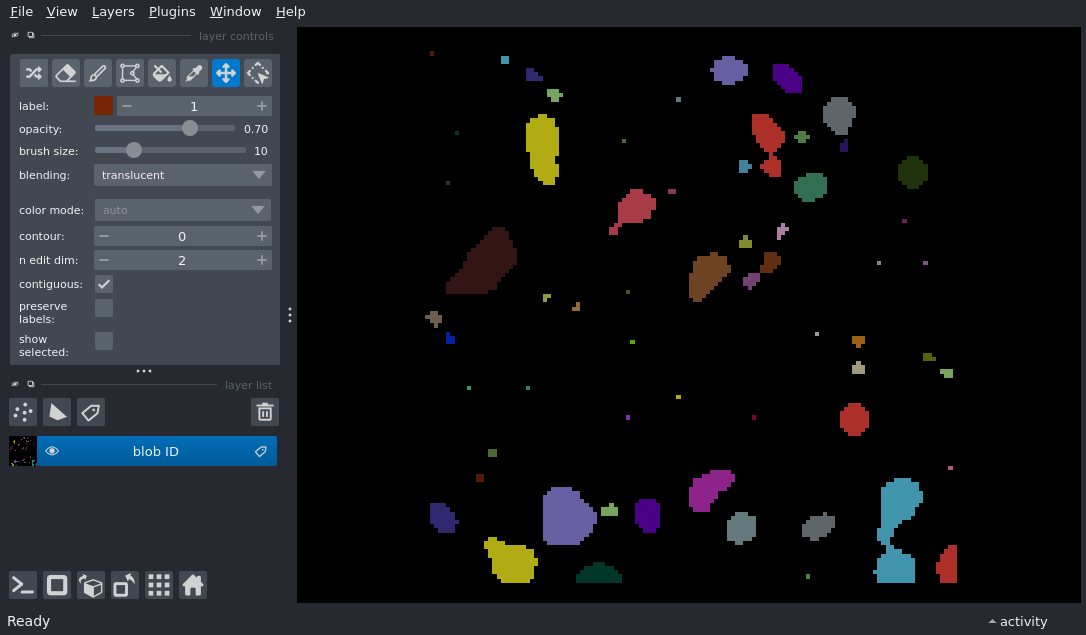 File View Layers Plugins Window Help
layer controls
label: 1
opacity: 0.70
brush size: 10
blending: translucent
color mode: auto
contour: 0
n edit dim: 2
contiguous:
preserve
labels:
show
selected:
layer list
blob ID
Ready
activity